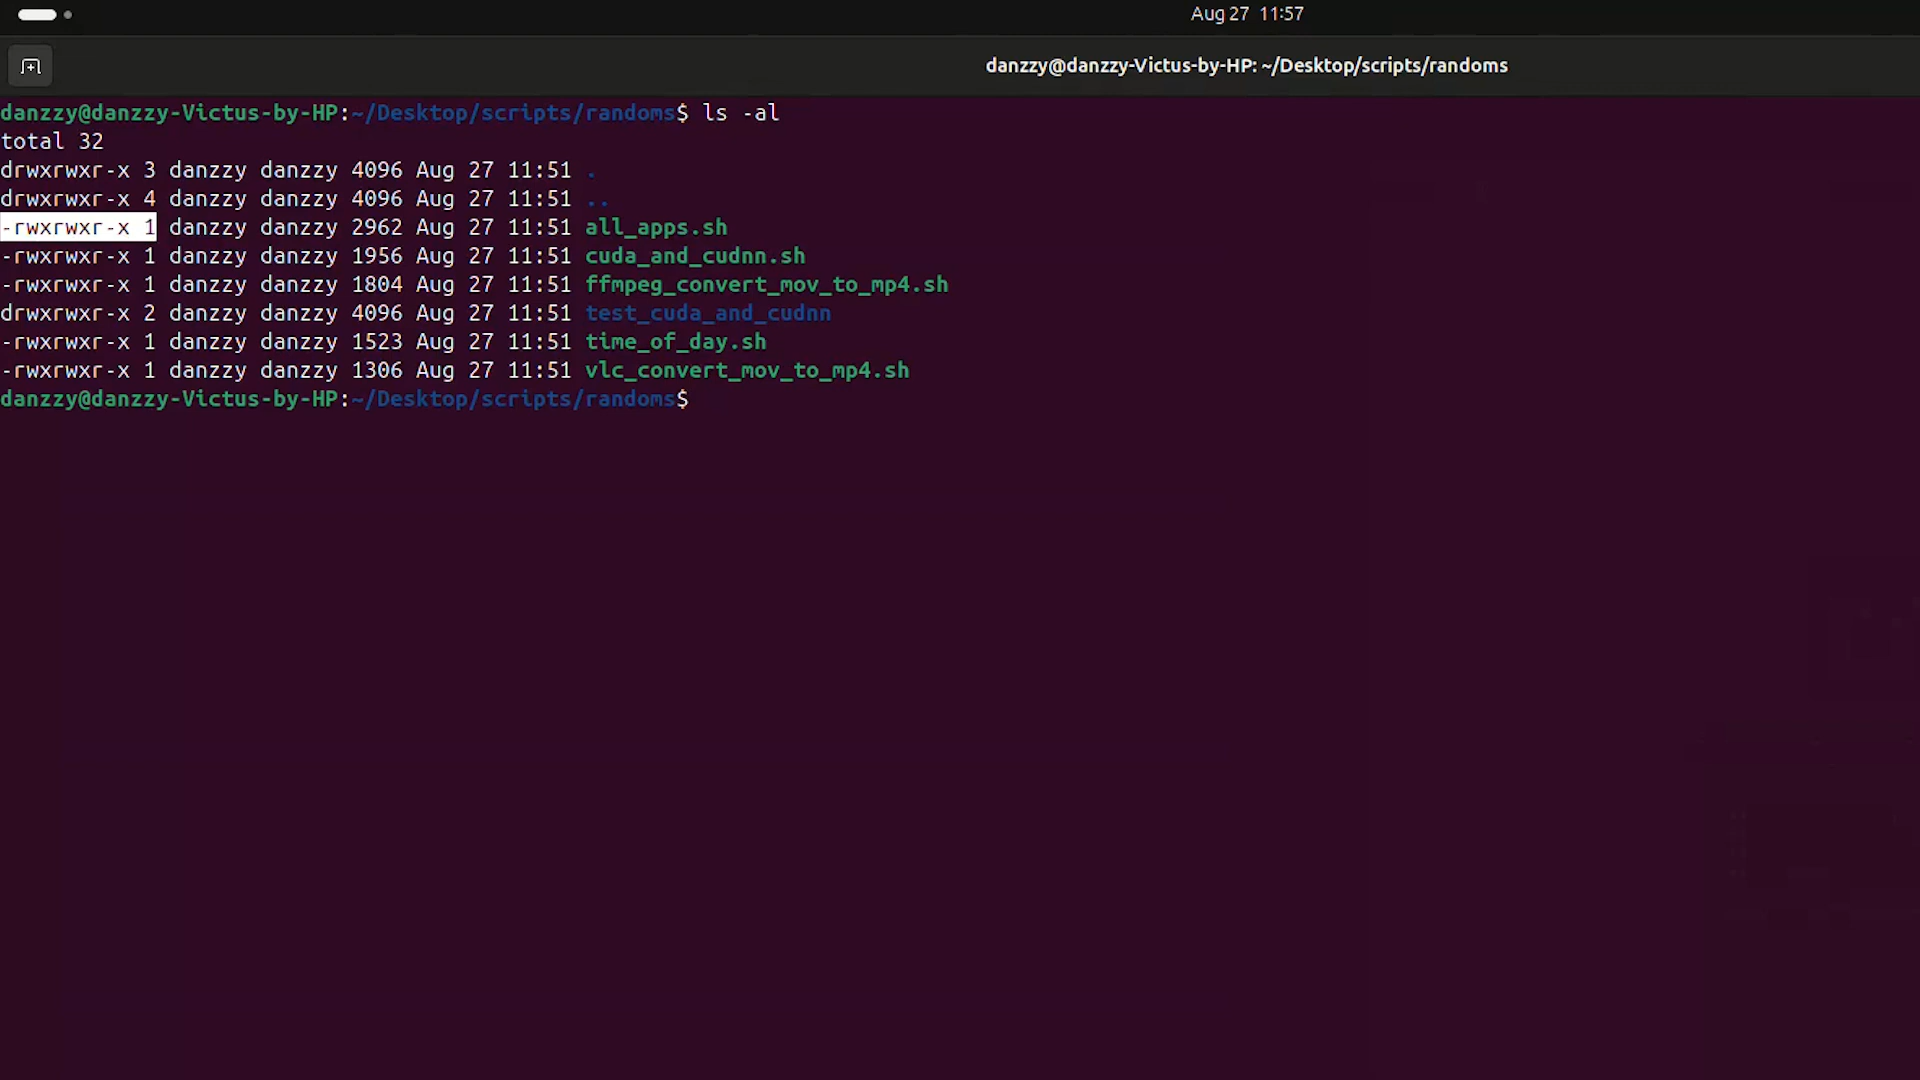 Aug 27 11:57
danzzy@danzzy-Victus-by-HP: ~/Desktop/scripts/randoms
danzzy@danzzy-Victus-by-HP:~/Desktop/scripts/randoms$ ls -al
total 32
drwxrwxr-x 3 danzzy danzzy 4096 Aug 27 11:51 .
drwxrwxr-x 4 danzzy danzzy 4096 Aug 27 11:51 ..
-rwxrwxr-x 1 danzzy danzzy 2962 Aug 27 11:51 all_apps.sh
-rwxrwxr-x 1 danzzy danzzy 1956 Aug 27 11:51 cuda_and_cudnn.sh
-rwxrwxr-x 1 danzzy danzzy 1804 Aug 27 11:51 ffmpeg_convert_mov_to_mp4.sh
drwxrwxr-x 2 danzzy danzzy 4096 Aug 27 11:51 test_cuda_and_cudnn
-rwxrwxr-x 1 danzzy danzzy 1523 Aug 27 11:51 time_of_day.sh
-rwxrwxr-x 1 danzzy danzzy 1306 Aug 27 11:51 vlc_convert_mov_to_mp4.sh
danzzy@danzzy-Victus-by-HP:~/Desktop/scripts/randoms$